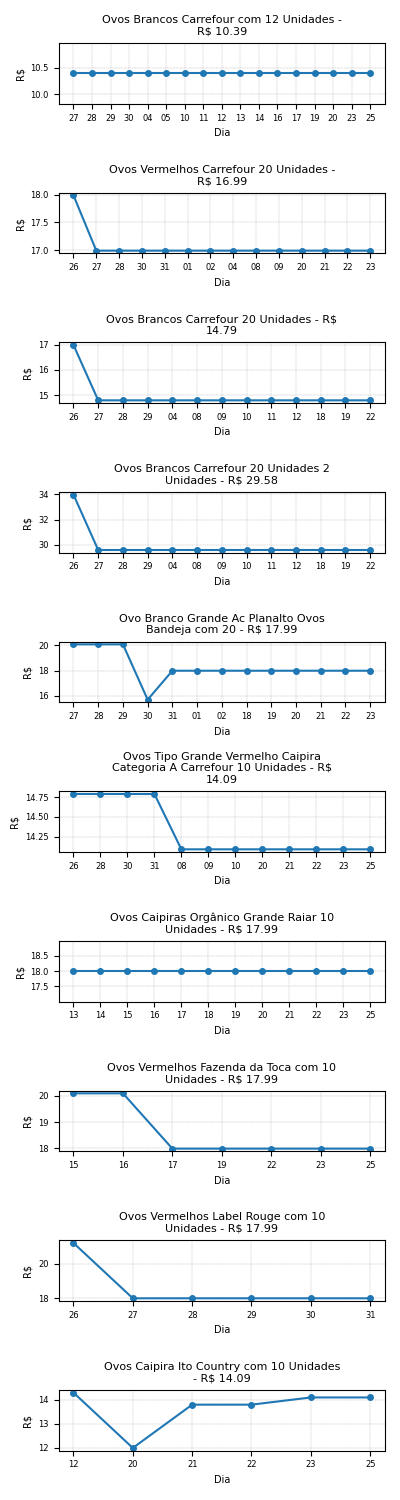 Ovos Brancos Carrefour com 12 Unidades -
R$ 10.39
10.5
10.0
R$
27 28 29 30 04 05 10 11 12 13 14 16 17 19 20 23 25
Dia
Ovos Vermelhos Carrefour 20 Unidades -
R$ 16.99
18.0
17.5
17.0
R$
26 27 28 30 31 01 02 04 08 09 20 21 22 23
Dia
Ovos Brancos Carrefour 20 Unidades - R$
14.79
17
16
15
R$
26 27 28 29 04 08 09 10 11 12 18 19 22
Dia
Ovos Brancos Carrefour 20 Unidades 2
Unidades - R$ 29.58
34
32
30
R$
26 27 28 29 04 08 09 10 11 12 18 19 22
Dia
Ovo Branco Grande Ac Planalto Ovos
Bandeja com 20 - R$ 17.99
20
18
16
R$
27 28 29 30 31 01 02 18 19 20 21 22 23
Dia
Ovos Tipo Grande Vermelho Caipira
Categoria A Carrefour 10 Unidades - R$
14.09
14.75
14.50
14.25
R$
26 28 30 31 08 09 10 20 21 22 23 25
Dia
Ovos Caipiras Orgânico Grande Raiar 10
Unidades - R$ 17.99
18.5
18.0
17.5
R$
13 14 15 16 17 18 19 20 21 22 23 25
Dia
Ovos Vermelhos Fazenda da Toca com 10
Unidades - R$ 17.99
20
19
18
R$
15 16 17 19 22 23 25
Dia
Ovos Vermelhos Label Rouge com 10
Unidades - R$ 17.99
20
18
R$
26 27 28 29 30 31
Dia
Ovos Caipira Ito Country com 10 Unidades
- R$ 14.09
14
13
12
R$
12 20 21 22 23 25
Dia